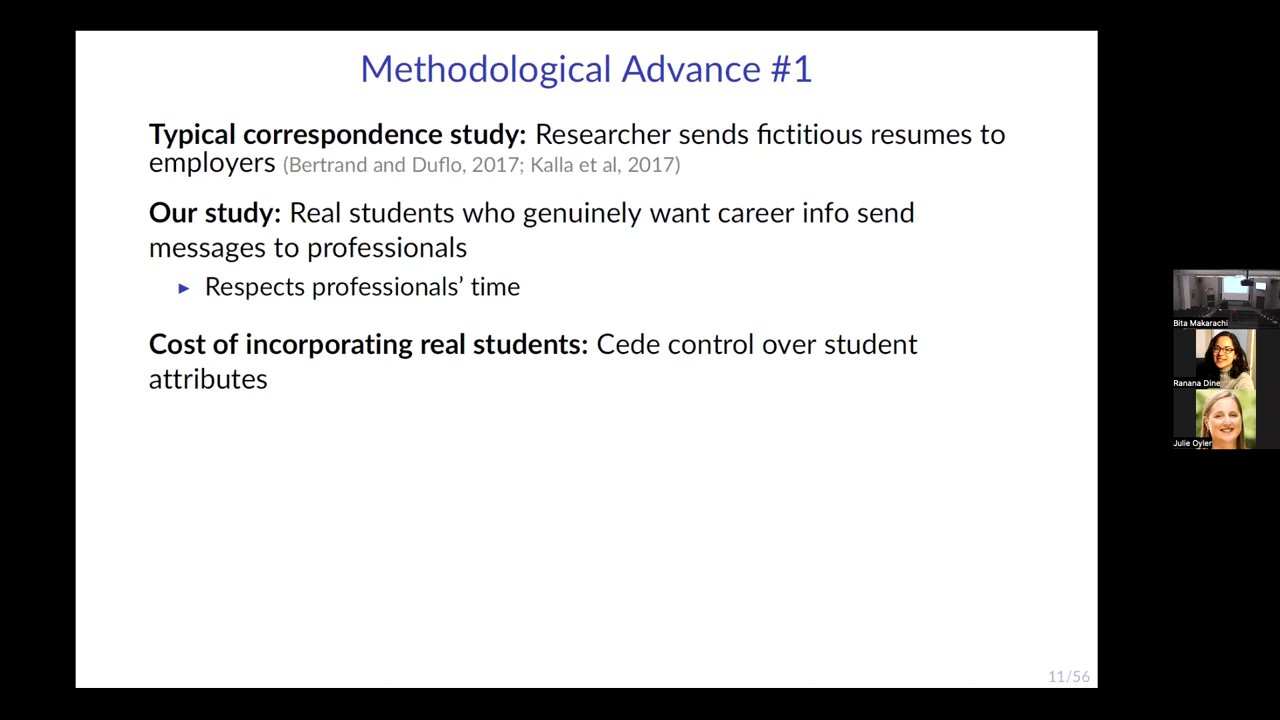 Methodological Advance #1
Typical correspondence study: Researcher sends fictitious resumes to
employers (Bertrand and Duflo, 2017; Kalla et al, 2017)
Our study: Real students who genuinely want career info send
messages to professionals
► Respects professionals' time
Cost of incorporating real students: Cede control over student
attributes
11/56
Bita Makarachi
Ranana Dine
Julie Oyler